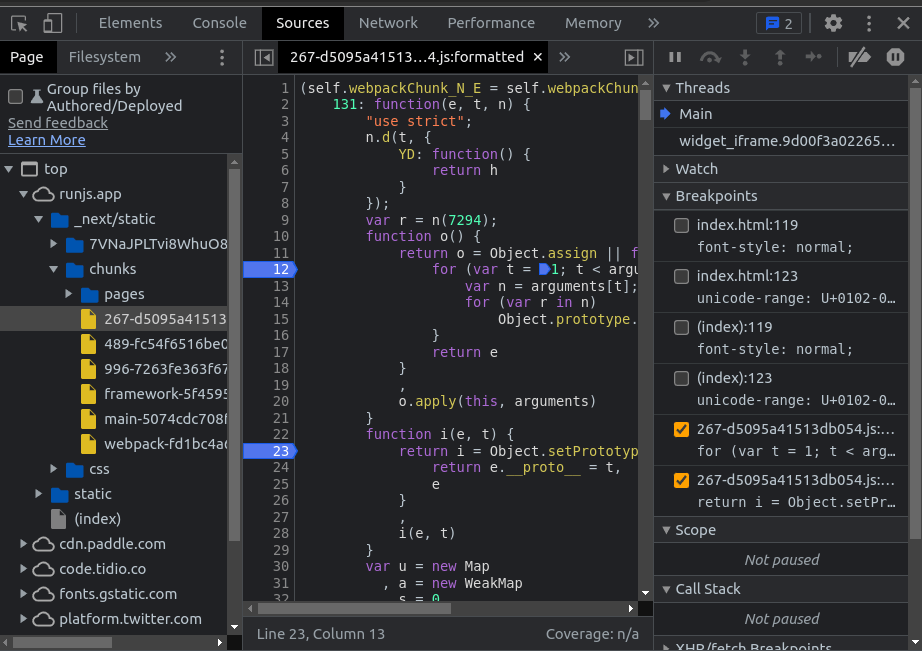 Elements Console Sources Network Performance Memory » 2
Page Filesystem »
267-d5095a41513…4.js:formatted × »
Group files by
Authored/Deployed
Send feedback
Learn More
top
runjs.app
_next/static
7VNaJPLTvi8WhuO8
chunks
pages
267-d5095a41513
489-fc54f6516be0
996-7263fe363f67
framework-5f4595
main-5074cdc708f
webpack-fd1bc4ac
css
static
(index)
cdn.paddle.com
code.tidio.co
fonts.gstatic.com
platform.twitter.com
1 (self.webpackChunk_N_E = self.webpackChun
2 131: function(e, t, n) {
3 "use strict";
4 n.d(t, {
5 YD: function() {
6 return h
7 }
8 });
9 var r = n(7294);
10 function o() {
11 return o = Object.assign || f
12 for (var t = 1; t < argu
13 var n = arguments[t];
14 for (var r in n)
15 Object.prototype.
16 }
17 return e
18 }
19 ,
20 o.apply(this, arguments)
21 }
22 function i(e, t) {
23 return i = Object.setPrototyp
24 return e.__proto__ = t,
25 e
26 }
27 ,
28 i(e, t)
29 }
30 var u = new Map
31 , a = new WeakMap
32 , s = 0
Line 23, Column 13 Coverage: n/a
Threads
Main
widget_iframe.9d00f3a02265…
Watch
Breakpoints
index.html:119
font-style: normal;
index.html:123
unicode-range: U+0102-0…
(index):119
font-style: normal;
(index):123
unicode-range: U+0102-0…
267-d5095a41513db054.js:…
for (var t = 1; t < arg…
267-d5095a41513db054.js:…
return i = Object.setPr…
Scope
Not paused
Call Stack
Not paused
XHR/fetch Breakpoints